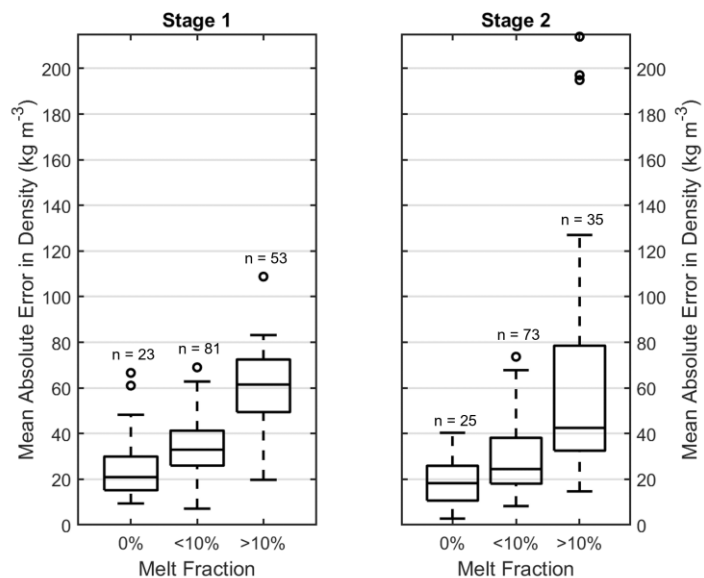 Stage 1
Stage 2
Mean Absolute Error in Density (kg m⁻³)
200
180
160
140
120
100
80
60
40
20
0
n = 23
n = 81
n = 53
0%
<10%
>10%
Melt Fraction
n = 25
n = 73
n = 35
0%
<10%
>10%
Melt Fraction
200
180
160
140
120
100
80
60
40
20
0
Mean Absolute Error in Density (kg m⁻³)